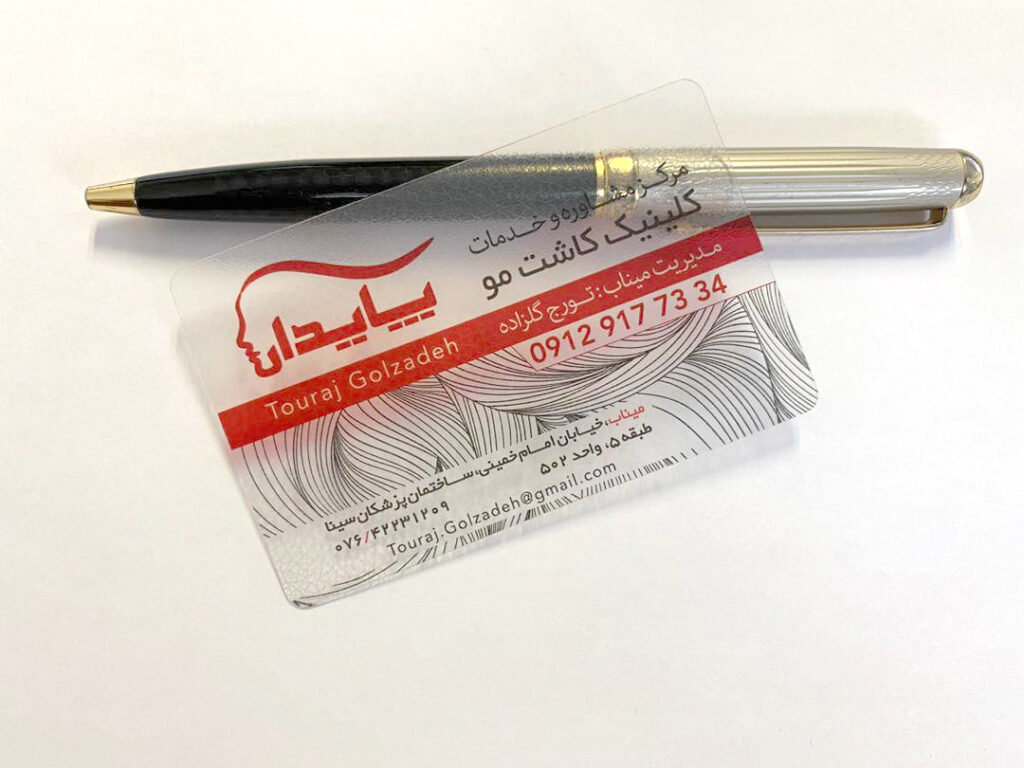 مرکز مشاوره و خدمات
کلینیک کاشت مو
پایدار
مدیریت میناب: تورج گلزاده
Touraj Golzadeh
0912 917 73 34
میناب، خیابان امام خمینی، ساختمان پزشکان سینا
طبقه ۵، واحد ۵۰۲
۰۷۶/۴۲۲۳۱۲۰۹
Touraj.Golzadeh@gmail.com